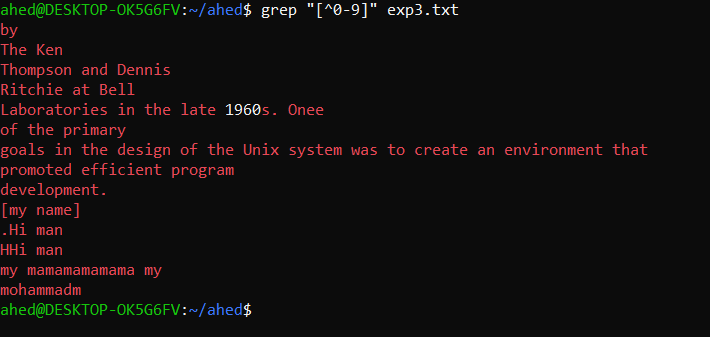 ahed@DESKTOP-OK5G6FV:~/ahed$ grep "[^0-9]" exp3.txt
by
The Ken
Thompson and Dennis
Ritchie at Bell
Laboratories in the late 1960s. Onee
of the primary
goals in the design of the Unix system was to create an environment that
promoted efficient program
development.
[my name]
.Hi man
HHi man
my mamamamamama my
mohammadm
ahed@DESKTOP-OK5G6FV:~/ahed$